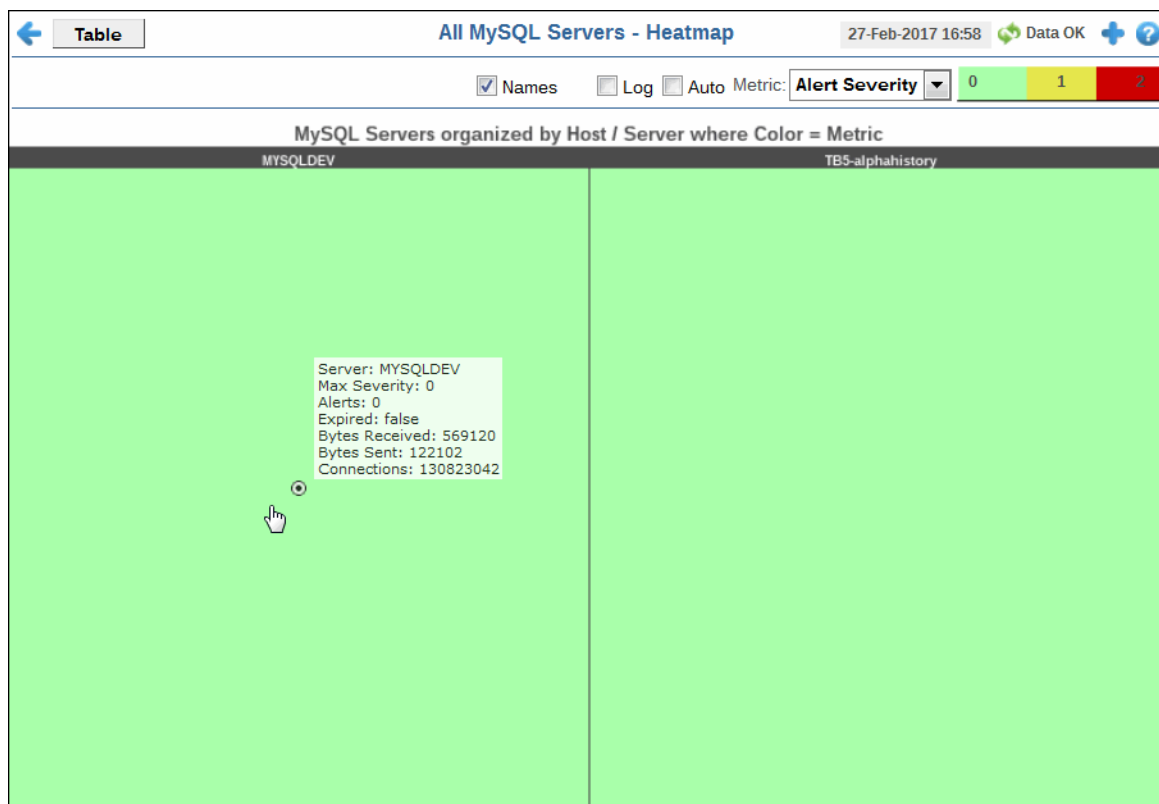 Table All MySQL Servers - Heatmap 27-Feb-2017 16:58 Data OK
Names Log Auto Metric: Alert Severity 0 1 2
MySQL Servers organized by Host / Server where Color = Metric
MYSQLDEV TB5-alphahistory
Server: MYSQLDEV
Max Severity: 0
Alerts: 0
Expired: false
Bytes Received: 569120
Bytes Sent: 122102
Connections: 130823042